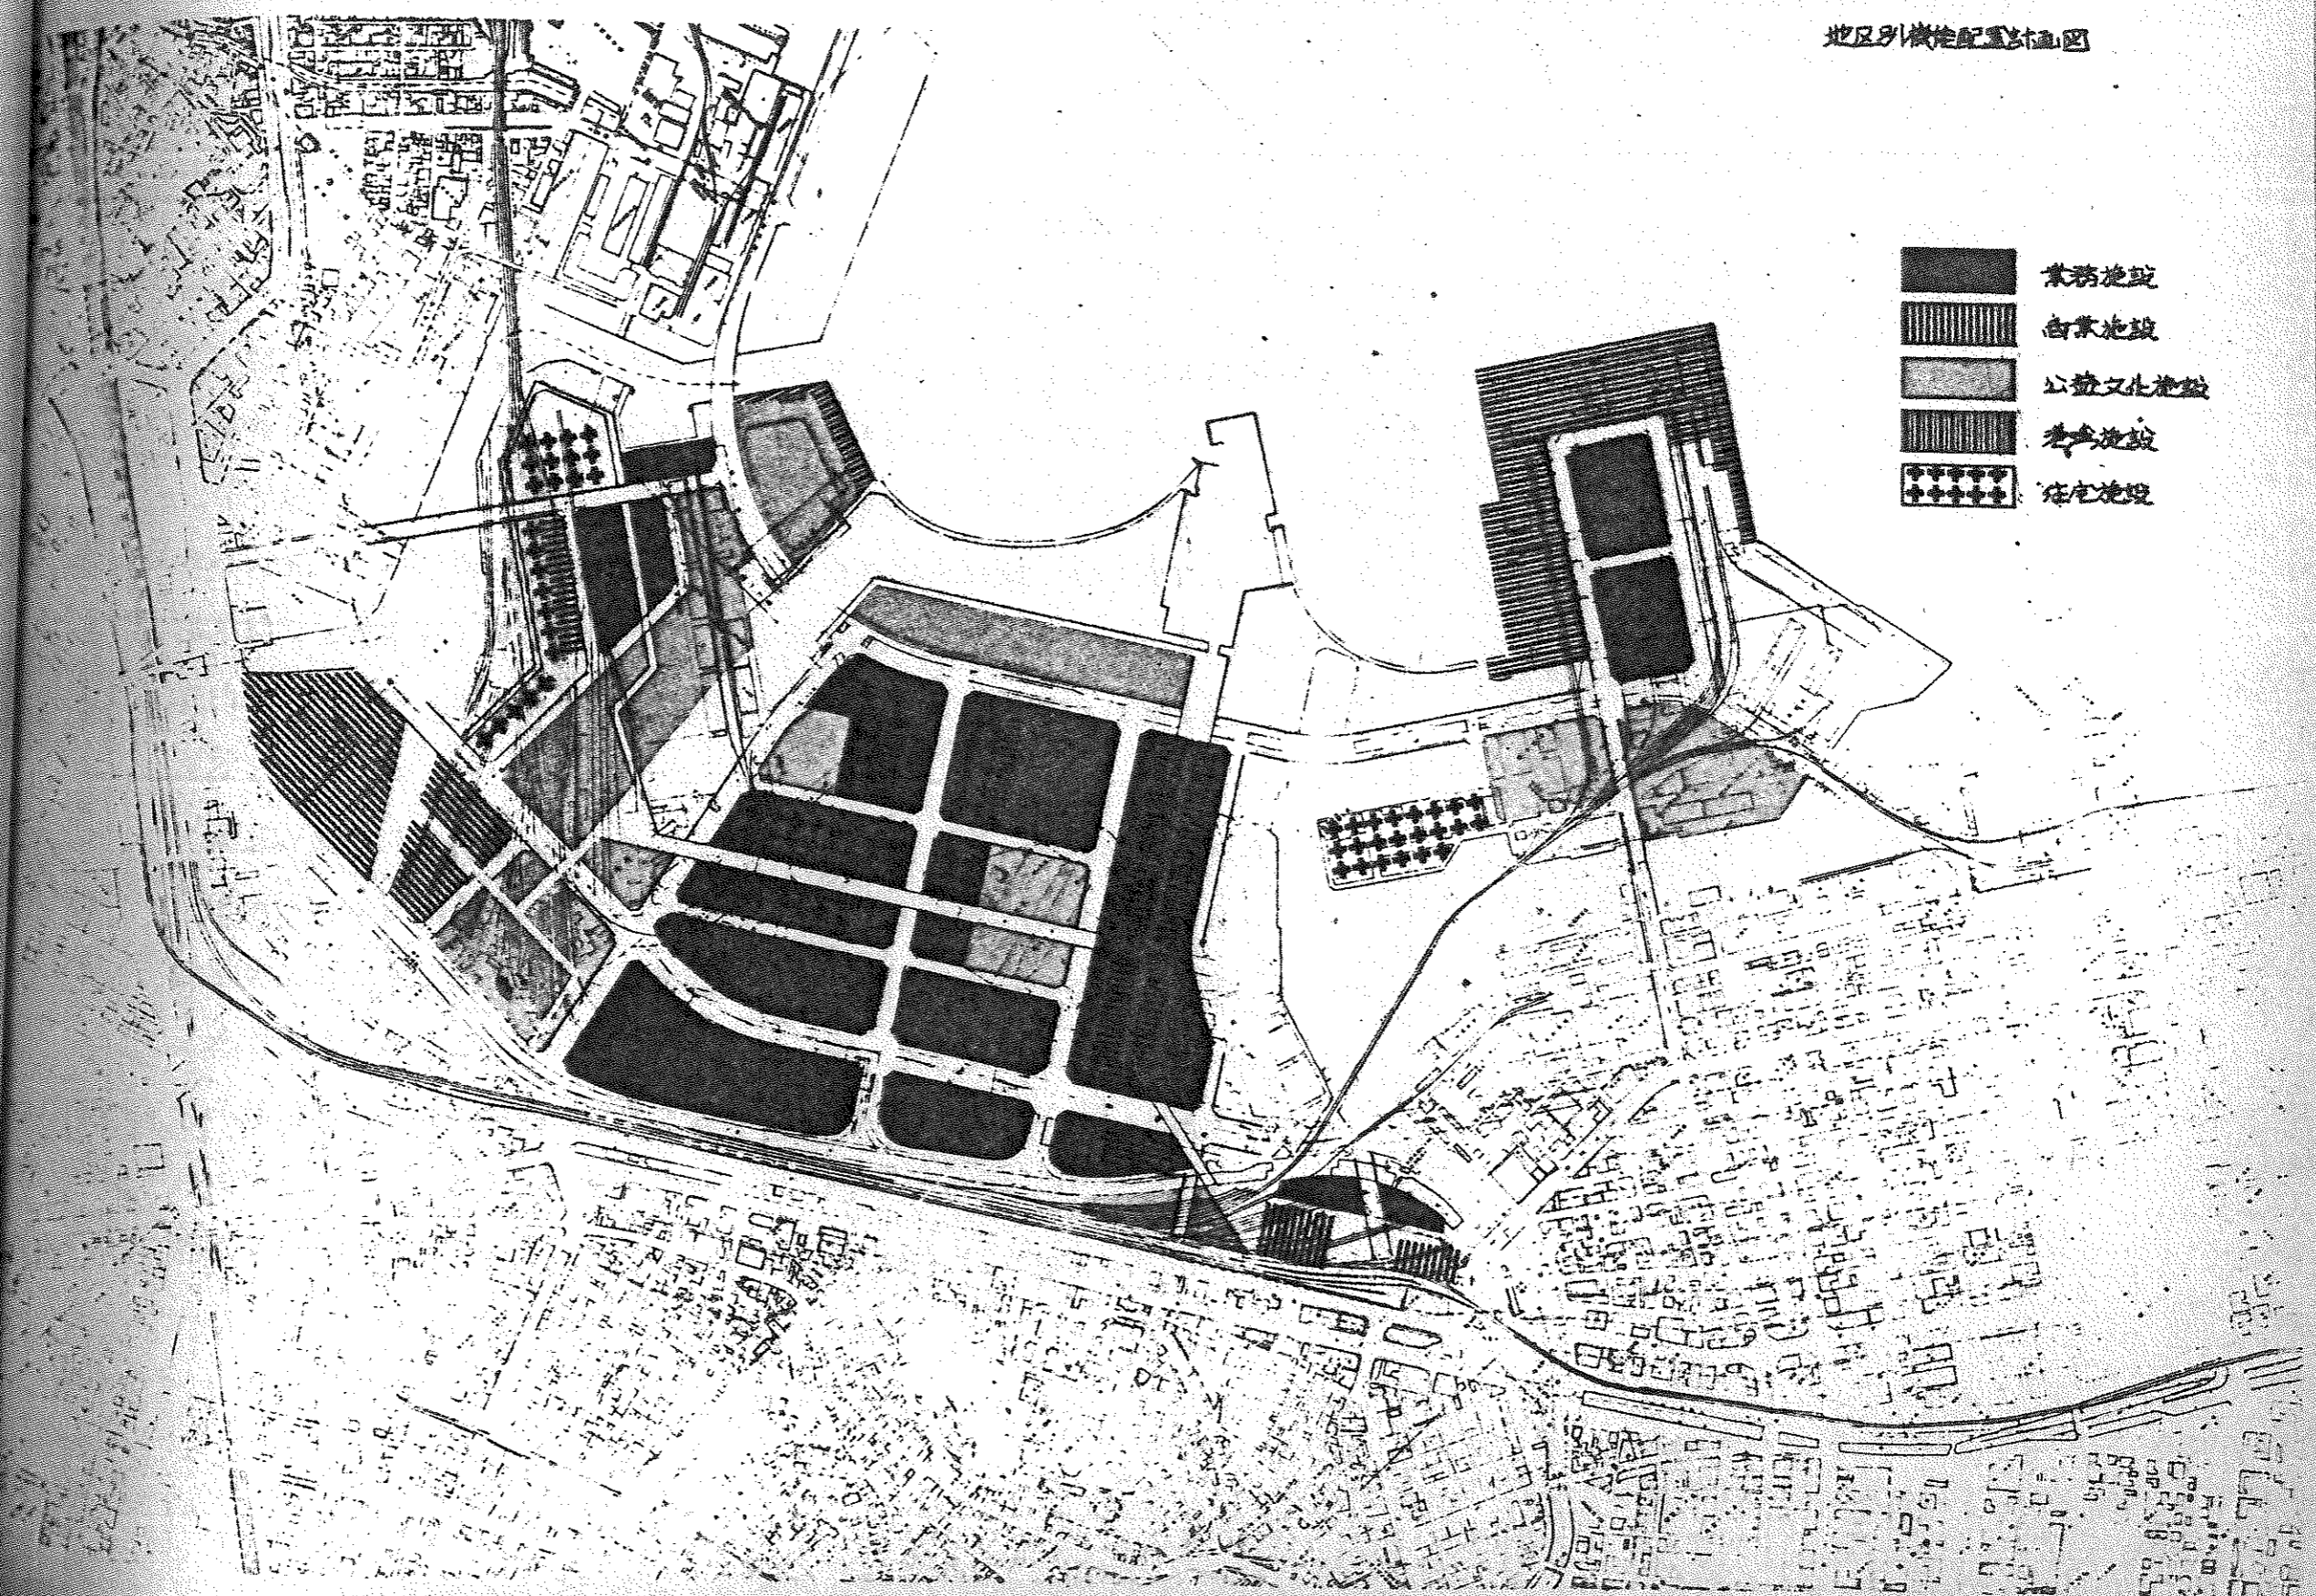 地区別機能配置計画図
業務施設
商業施設
公益文化施設
港湾施設
住宅施設